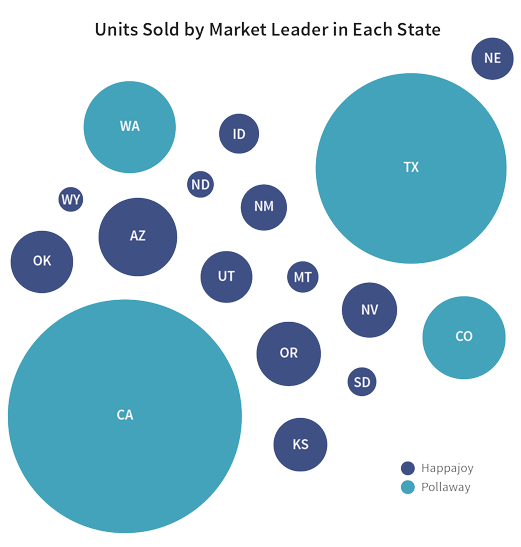 Units Sold by Market Leader in Each State
NE
WA
ID
TX
ND
WY
NM
AZ
OK
UT
MT
NV
CO
OR
SD
CA
KS
Happajoy
Pollaway